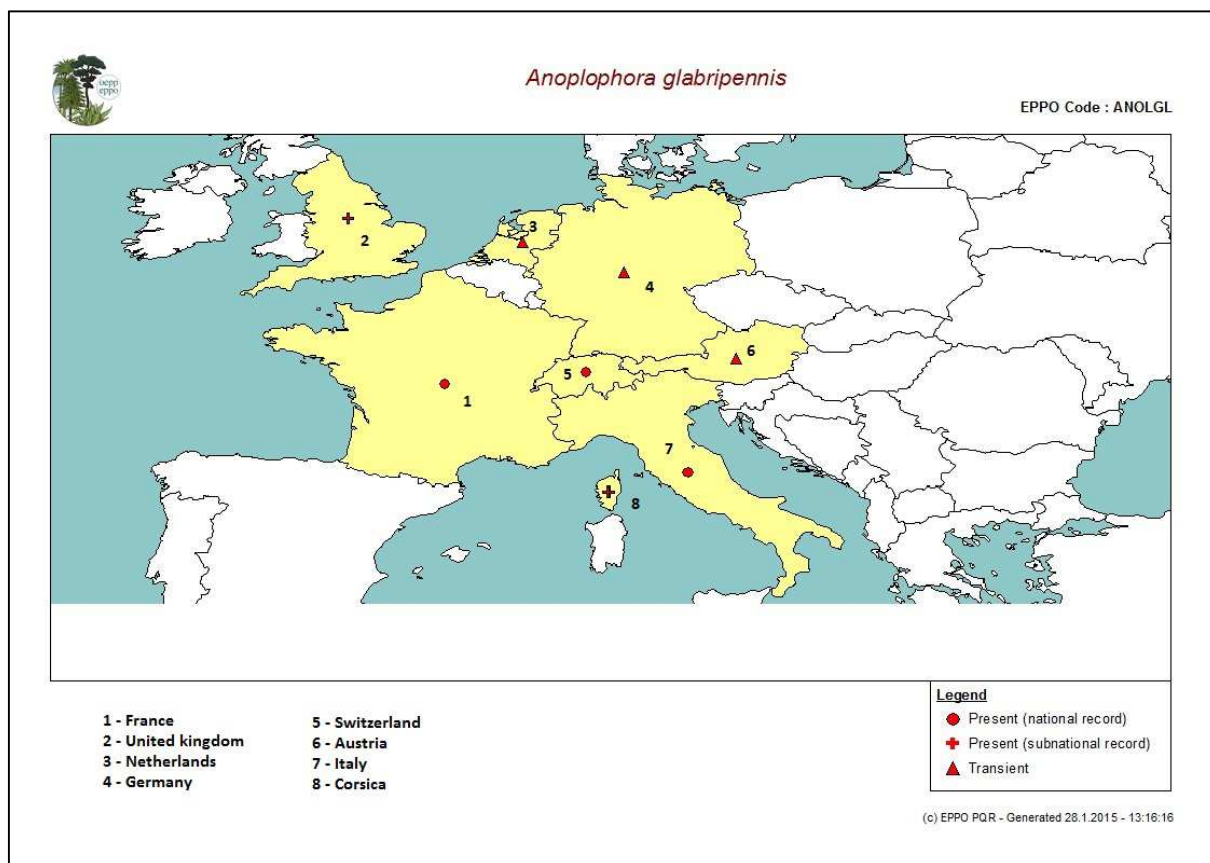 oepp
eppo
Anoplophora glabripennis
EPPO Code : ANOLGL
3
2
4
6
5
1
7
8
1 - France
2 - United kingdom
3 - Netherlands
4 - Germany
5 - Switzerland
6 - Austria
7 - Italy
8 - Corsica
Legend
Present (national record)
Present (subnational record)
Transient
(c) EPPO PQR - Generated 28.1.2015 - 13:16:16